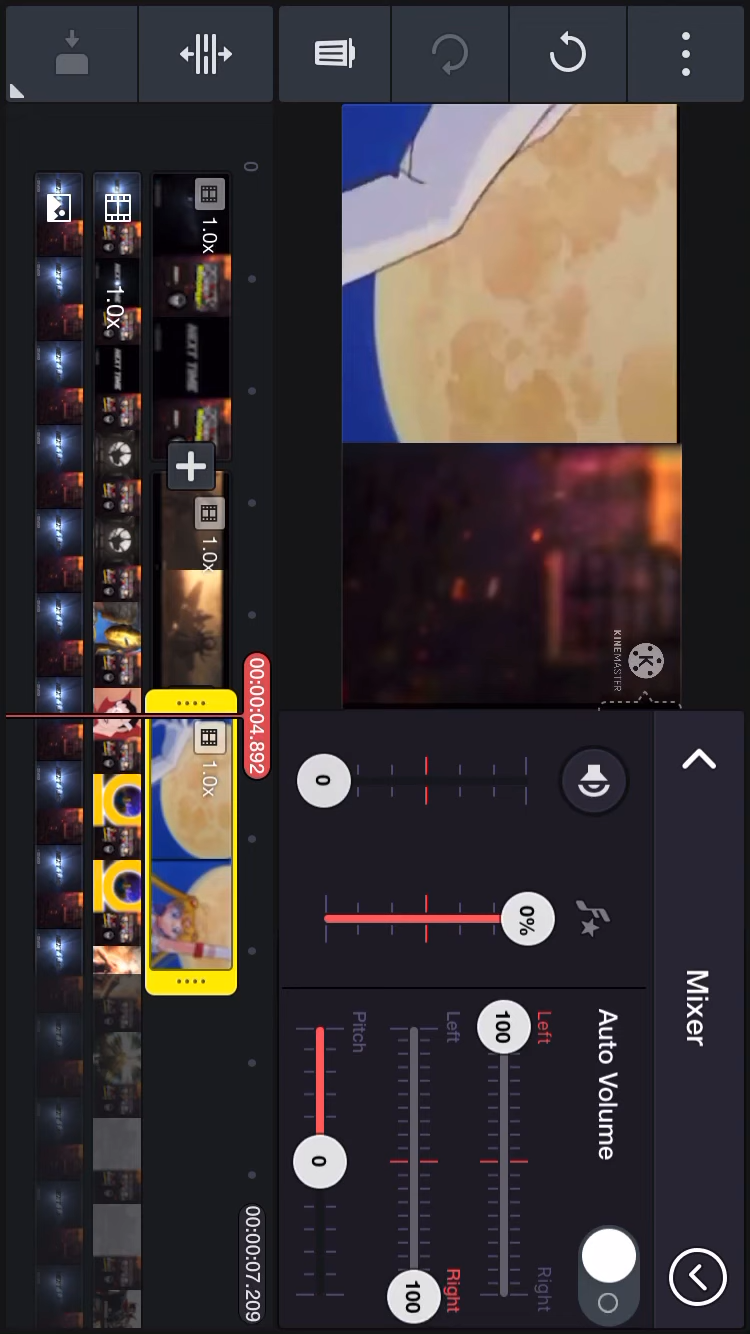 0
1.0x
1.0x
1.0x
1.0x
NEXT TIME
NEXT TIME
00:00:04.892
00:00:07.209
KINEMASTER
K
Mixer
0
0%
Auto Volume
Left
Right
100
Left
Right
100
Pitch
0